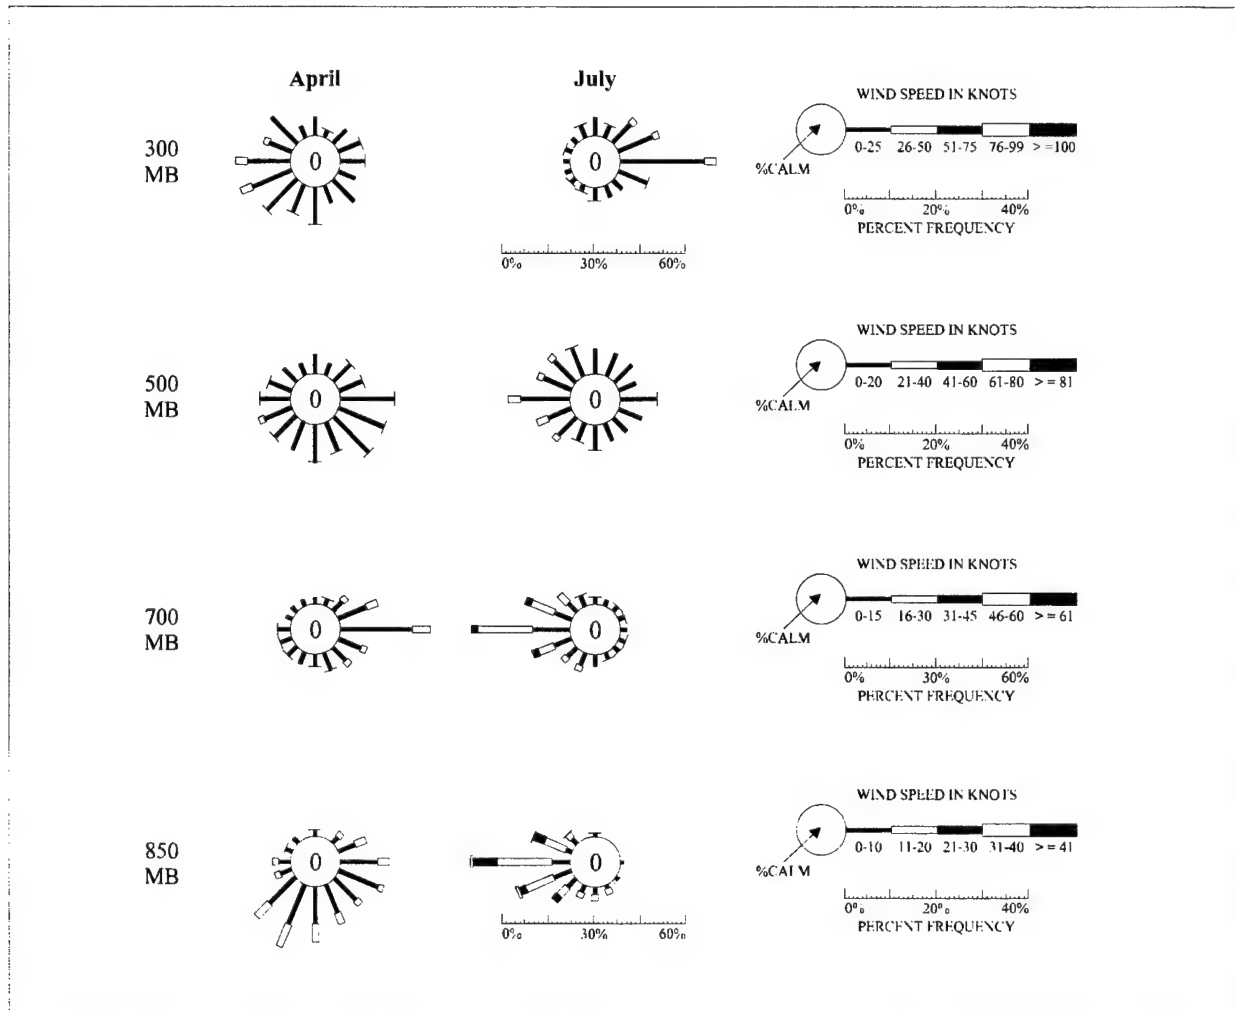 April July
300
MB
0 0
WIND SPEED IN KNOTS
0-25 26-50 51-75 76-99 > =100
%CALM
0% 20% 40%
PERCENT FREQUENCY
0% 30% 60%
500
MB
0 0
WIND SPEED IN KNOTS
0-20 21-40 41-60 61-80 > = 81
%CALM
0% 20% 40%
PERCENT FREQUENCY
700
MB
0 0
WIND SPEED IN KNOTS
0-15 16-30 31-45 46-60 > = 61
%CALM
0% 30% 60%
PERCENT FREQUENCY
850
MB
0 0
WIND SPEED IN KNOTS
0-10 11-20 21-30 31-40 > = 41
%CALM
0% 20% 40%
PERCENT FREQUENCY
0% 30% 60%